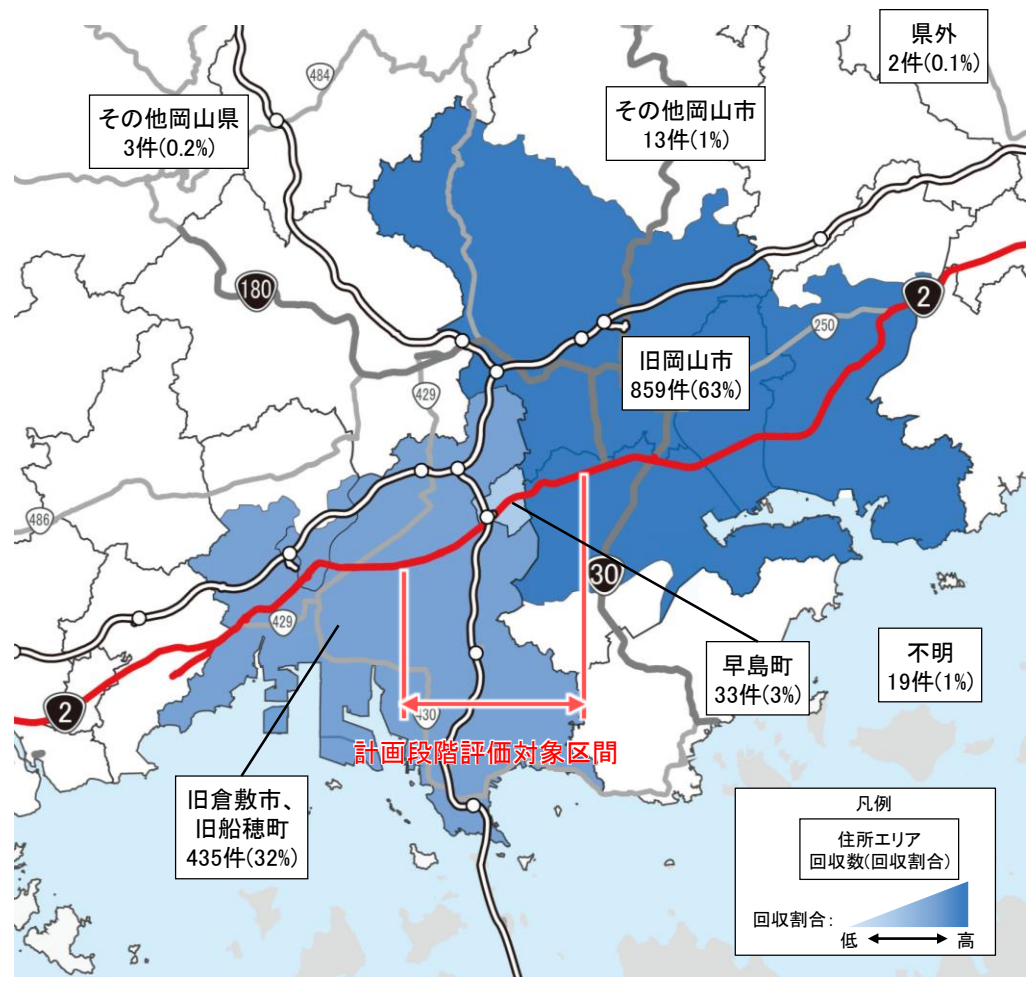 県外
2件(0.1%)
484
その他岡山県
3件(0.2%)
その他岡山市
13件(1%)
180
2
250
旧岡山市
859件(63%)
429
486
30
429
早島町
33件(3%)
不明
19件(1%)
2
430
計画段階評価対象区間
旧倉敷市、
旧船穂町
435件(32%)
凡例
住所エリア
回収数(回収割合)
回収割合:
低 高